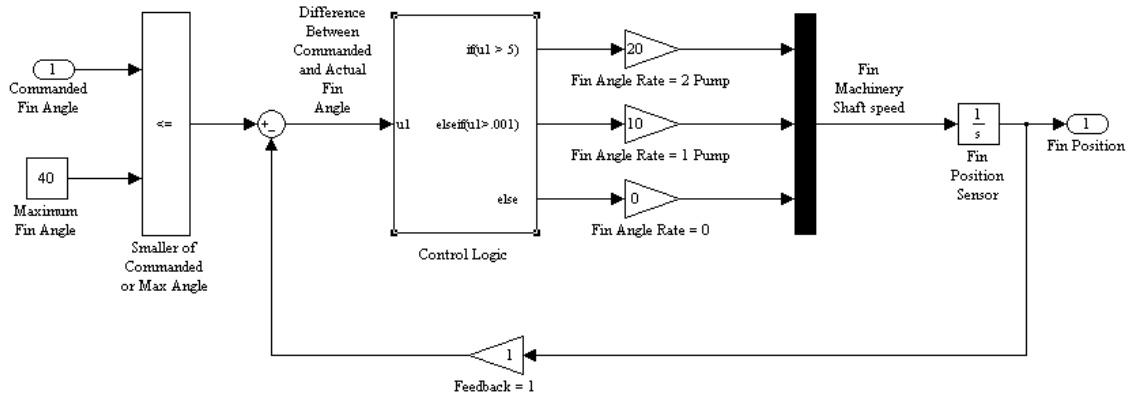 1
Commanded
Fin Angle
40
Maximum
Fin Angle
<=
Smaller of
Commanded
or Max Angle
+
-
Difference
Between
Commanded
and Actual
Fin
Angle
u1
if(u1 > 5)
elseif(u1>.001)
else
Control Logic
20
Fin Angle Rate = 2 Pump
10
Fin Angle Rate = 1 Pump
0
Fin Angle Rate = 0
Fin
Machinery
Shaft speed
1
s
Fin
Position
Sensor
1
Fin Position
1
Feedback = 1